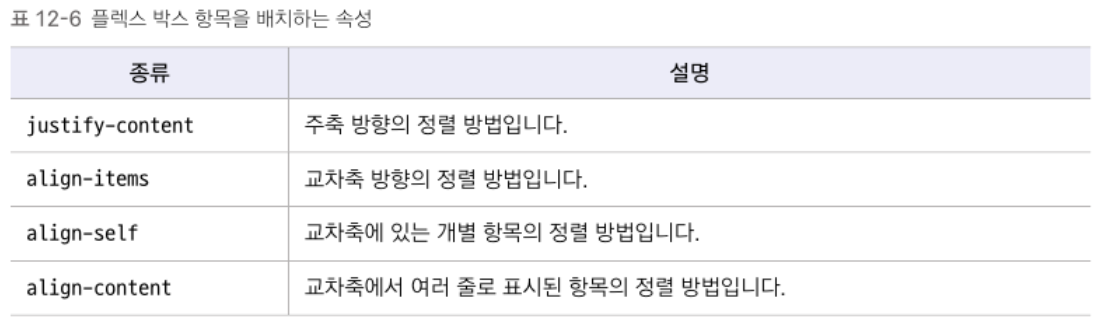 표 12-6 플렉스 박스 항목을 배치하는 속성
종류 설명
justify-content 주축 방향의 정렬 방법입니다.
align-items 교차축 방향의 정렬 방법입니다.
align-self 교차축에 있는 개별 항목의 정렬 방법입니다.
align-content 교차축에서 여러 줄로 표시된 항목의 정렬 방법입니다.